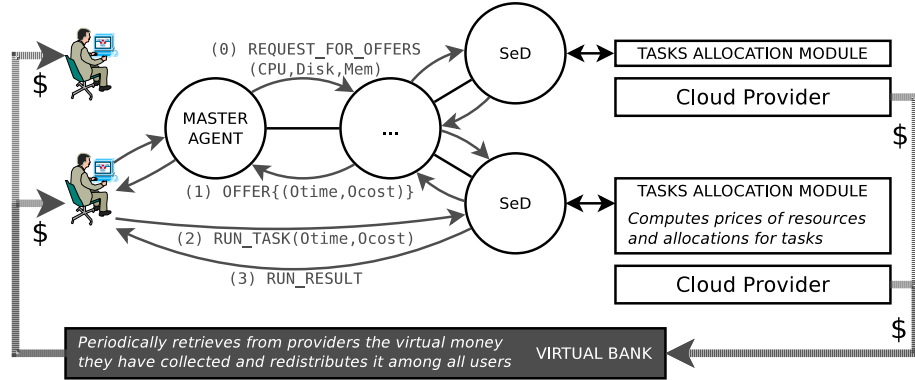 (0) REQUEST_FOR_OFFERS
(CPU,Disk,Mem)
SeD
TASKS ALLOCATION MODULE
Cloud Provider
$
$
MASTER
AGENT
...
(1) OFFER{(Otime,Ocost)}
SeD
TASKS ALLOCATION MODULE
Computes prices of resources
and allocations for tasks
$
(2) RUN_TASK(Otime,Ocost)
(3) RUN_RESULT
Cloud Provider
$
Periodically retrieves from providers the virtual money
they have collected and redistributes it among all users
VIRTUAL BANK